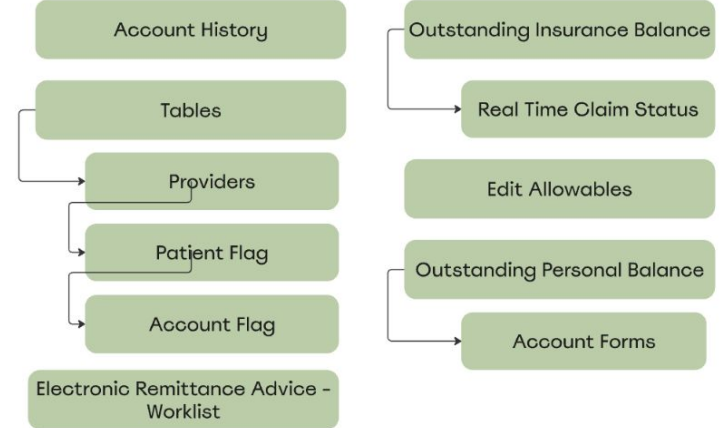 Account History
Tables
Providers
Patient Flag
Account Flag
Electronic Remittance Advice -
Worklist
Outstanding Insurance Balance
Real Time Claim Status
Edit Allowables
Outstanding Personal Balance
Account Forms